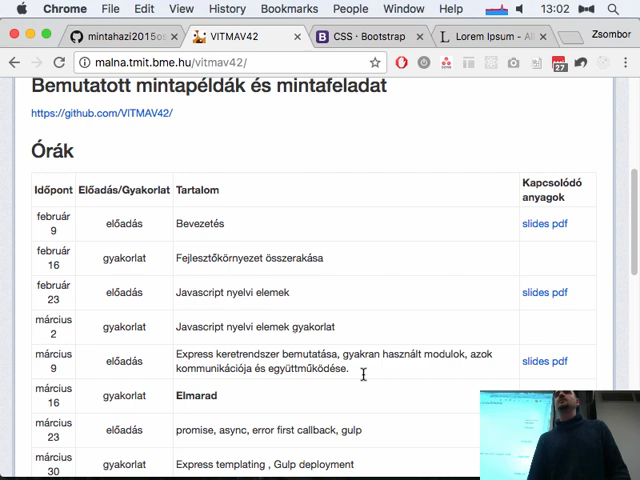 Chrome File Edit View History Bookmarks People Window Help 13:02
mintahazi2015os
VITMAV42
CSS · Bootstrap
Lorem Ipsum - All
Zsombor
malna.tmit.bme.hu/vitmav42/
27
Bemutatott mintapéldák és mintafeladat
https://github.com/VITMAV42/
Órák
Időpont Előadás/Gyakorlat Tartalom Kapcsolódó anyagok
február 9 előadás Bevezetés slides pdf
február 16 gyakorlat Fejlesztőkörnyezet összerakása
február 23 előadás Javascript nyelvi elemek slides pdf
március 2 gyakorlat Javascript nyelvi elemek gyakorlat
március 9 előadás Express keretrendszer bemutatása, gyakran használt modulok, azok kommunikációja és együttműködése. slides pdf
március 16 gyakorlat Elmarad
március 23 előadás promise, async, error first callback, gulp
március 30 gyakorlat Express templating , Gulp deployment